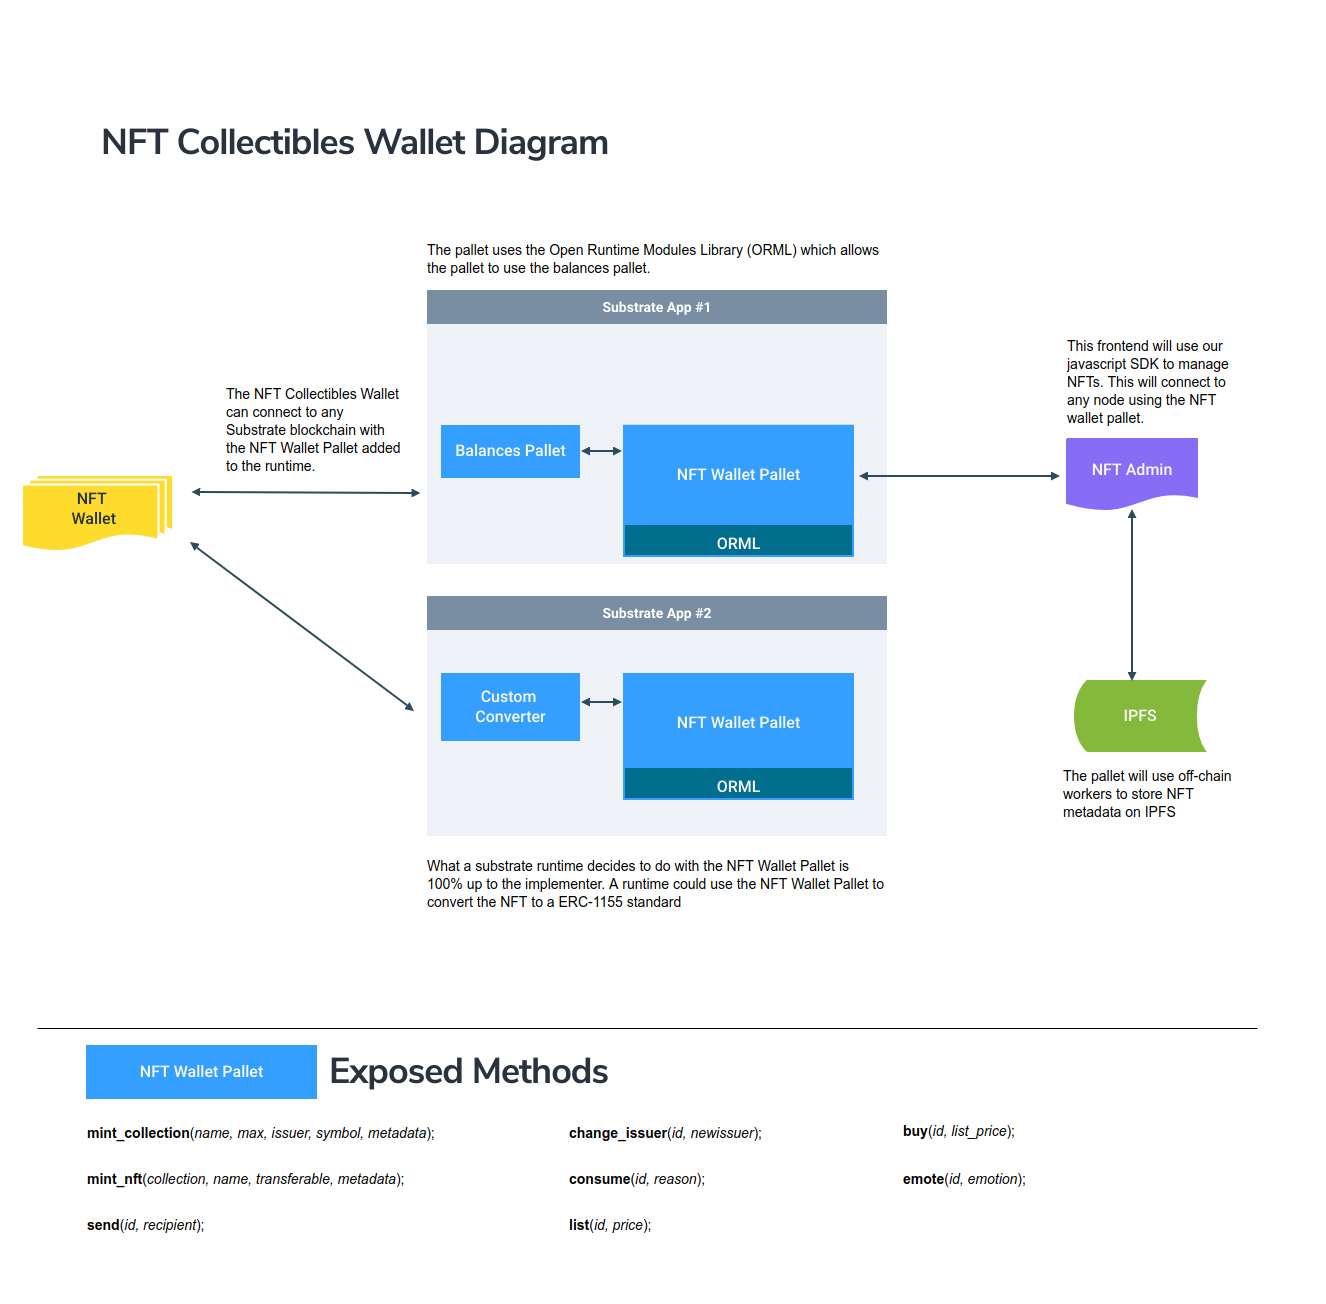 NFT Collectibles Wallet Diagram
The pallet uses the Open Runtime Modules Library (ORML) which allows
the pallet to use the balances pallet.
Substrate App #1
The NFT Collectibles Wallet
can connect to any
Substrate blockchain with
the NFT Wallet Pallet added
to the runtime.
This frontend will use our
javascript SDK to manage
NFTs. This will connect to
any node using the NFT
wallet pallet.
Balances Pallet
NFT Wallet Pallet
ORML
NFT Admin
NFT
Wallet
Substrate App #2
Custom
Converter
NFT Wallet Pallet
ORML
IPFS
The pallet will use off-chain
workers to store NFT
metadata on IPFS
What a substrate runtime decides to do with the NFT Wallet Pallet is
100% up to the implementer. A runtime could use the NFT Wallet Pallet to
convert the NFT to a ERC-1155 standard
NFT Wallet Pallet
Exposed Methods
mint_collection(name, max, issuer, symbol, metadata);
mint_nft(collection, name, transferable, metadata);
send(id, recipient);
change_issuer(id, newissuer);
consume(id, reason);
list(id, price);
buy(id, list_price);
emote(id, emotion);